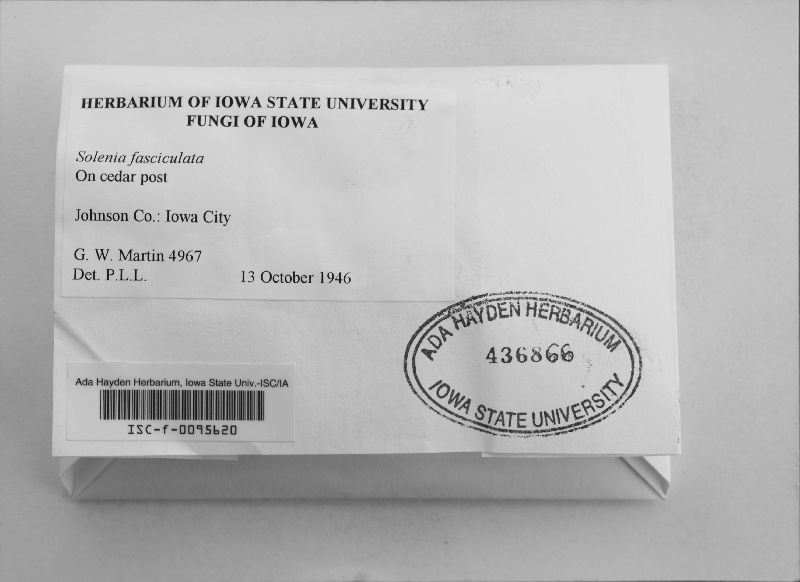 HERBARIUM OF IOWA STATE UNIVERSITY
FUNGI OF IOWA
Solenia fasciculata
On cedar post
Johnson Co.: Iowa City
G. W. Martin 4967
Det. P.L.L. 13 October 1946
ADA HAYDEN HERBARIUM
436866
IOWA STATE UNIVERSITY
Ada Hayden Herbarium, Iowa State Univ.-ISC/IA
ISC-f-0095620